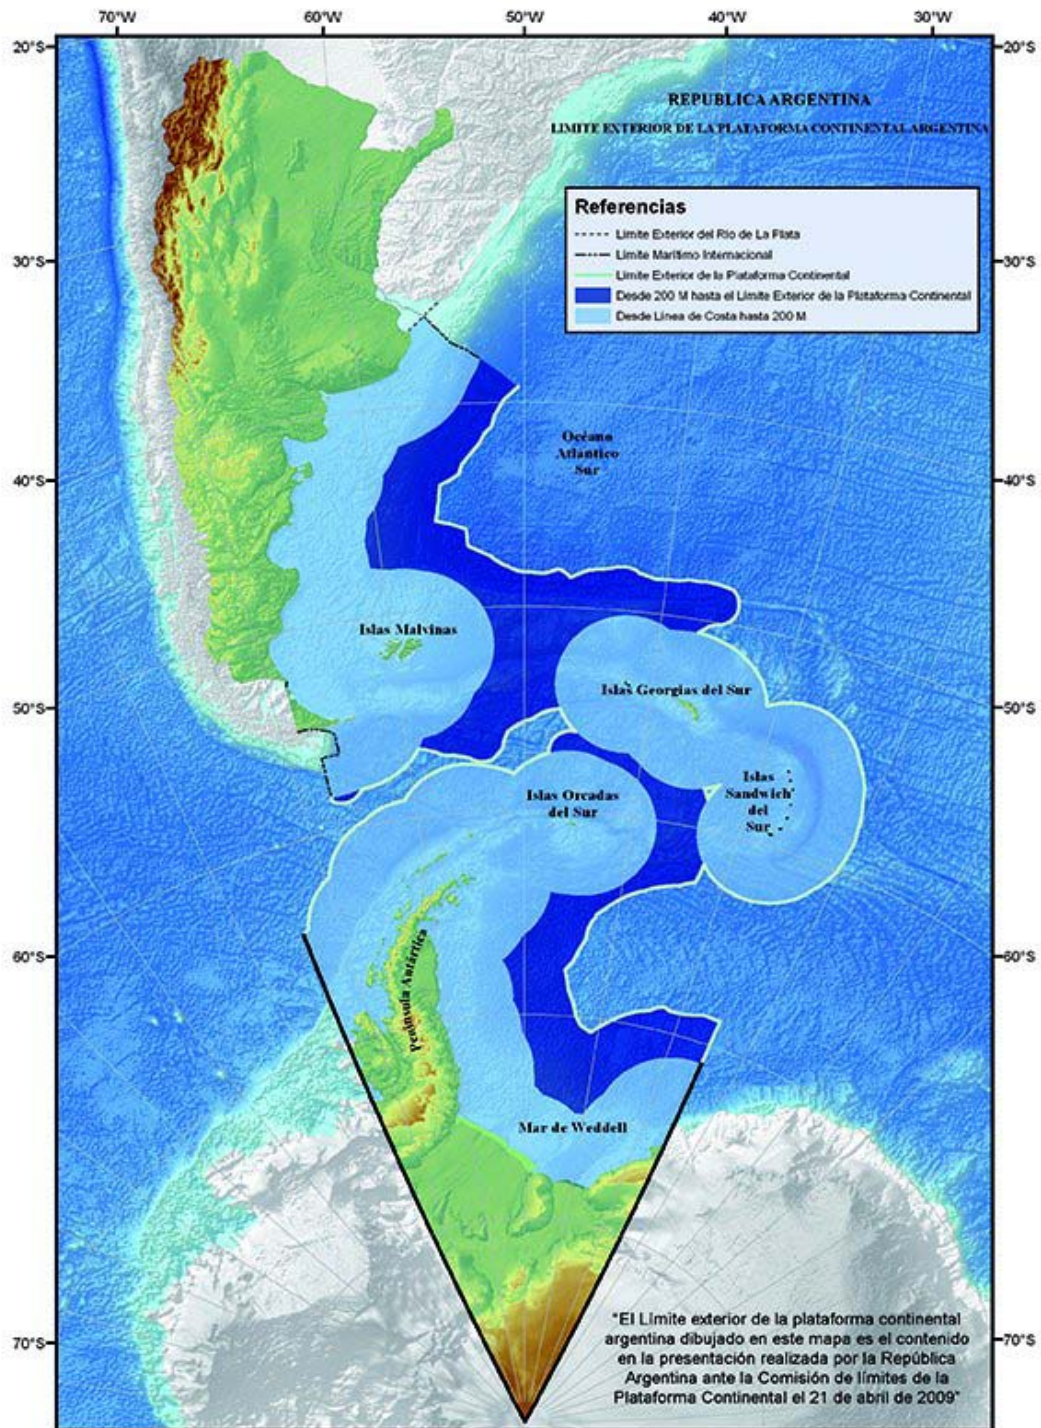 70°W 60°W 50°W 40°W 30°W
20°S 20°S
REPUBLICA ARGENTINA
LIMITE EXTERIOR DE LA PLATAFORMA CONTINENTAL ARGENTINA
Referencias
Límite Exterior del Río de La Plata
Límite Marítimo Internacional
Límite Exterior de la Plataforma Continental
Desde 200 M hasta el Límite Exterior de la Plataforma Continental
Desde Línea de Costa hasta 200 M
30°S 30°S
Océano
Atlántico
Sur
40°S 40°S
Islas Malvinas
Islas Georgias del Sur
50°S 50°S
Islas
Sandwich
del
Sur
Islas Orcadas
del Sur
Península Antártica
60°S 60°S
Mar de Weddell
70°S 70°S
"El Límite exterior de la plataforma continental
argentina dibujado en este mapa es el contenido
en la presentación realizada por la República
Argentina ante la Comisión de límites de la
Plataforma Continental el 21 de abril de 2009"